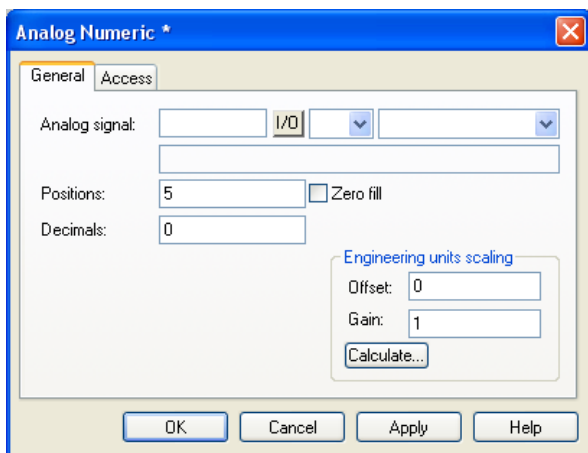 Analog Numeric *
General Access
Analog signal: I/O
Positions: 5 Zero fill
Decimals: 0
Engineering units scaling
Offset: 0
Gain: 1
Calculate...
OK Cancel Apply Help